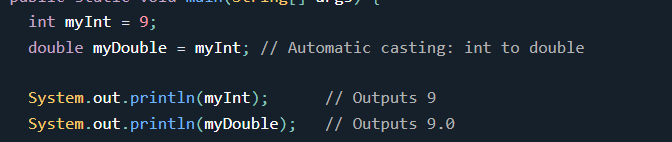 public static void main(String[] args) {
int myInt = 9;
double myDouble = myInt; // Automatic casting: int to double
System.out.println(myInt);      // Outputs 9
System.out.println(myDouble);   // Outputs 9.0